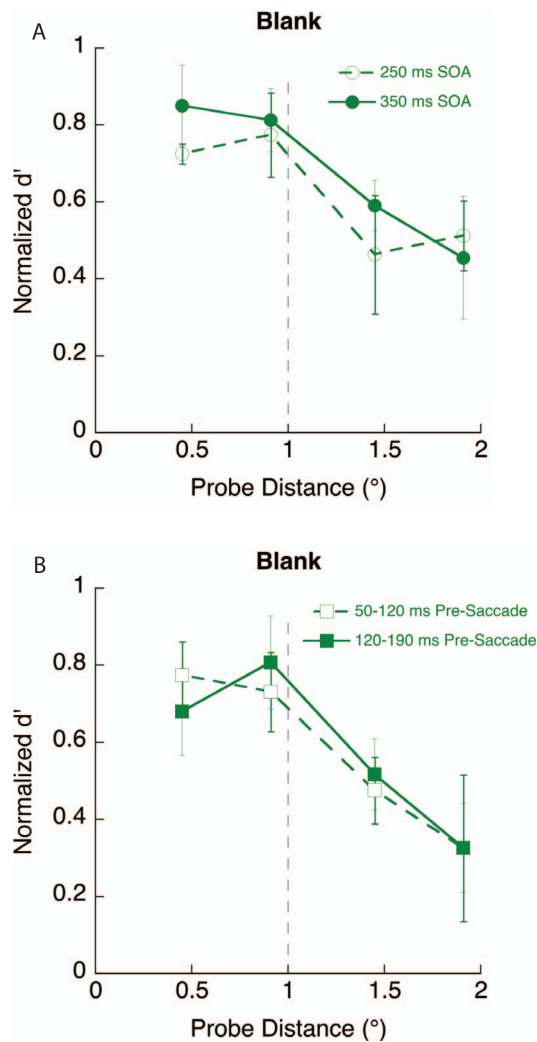 A
Blank
250 ms SOA
350 ms SOA
1
0.8
0.6
0.4
0.2
0
Normalized d'
0
0.5
1
1.5
2
Probe Distance (°)
B
Blank
50-120 ms Pre-Saccade
120-190 ms Pre-Saccade
1
0.8
0.6
0.4
0.2
0
Normalized d'
0
0.5
1
1.5
2
Probe Distance (°)